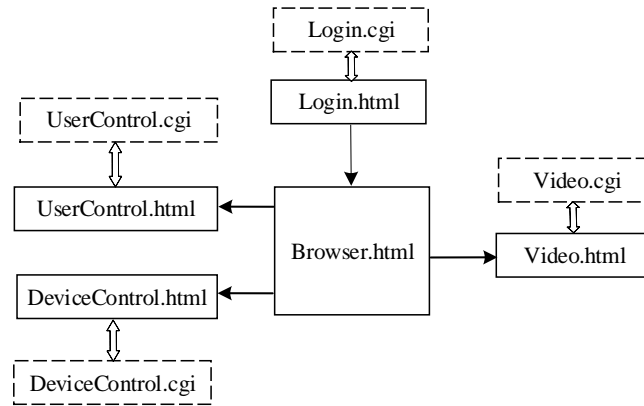 Login.cgi
Login.html
UserControl.cgi
UserControl.html
Video.cgi
Browser.html
Video.html
DeviceControl.html
DeviceControl.cgi